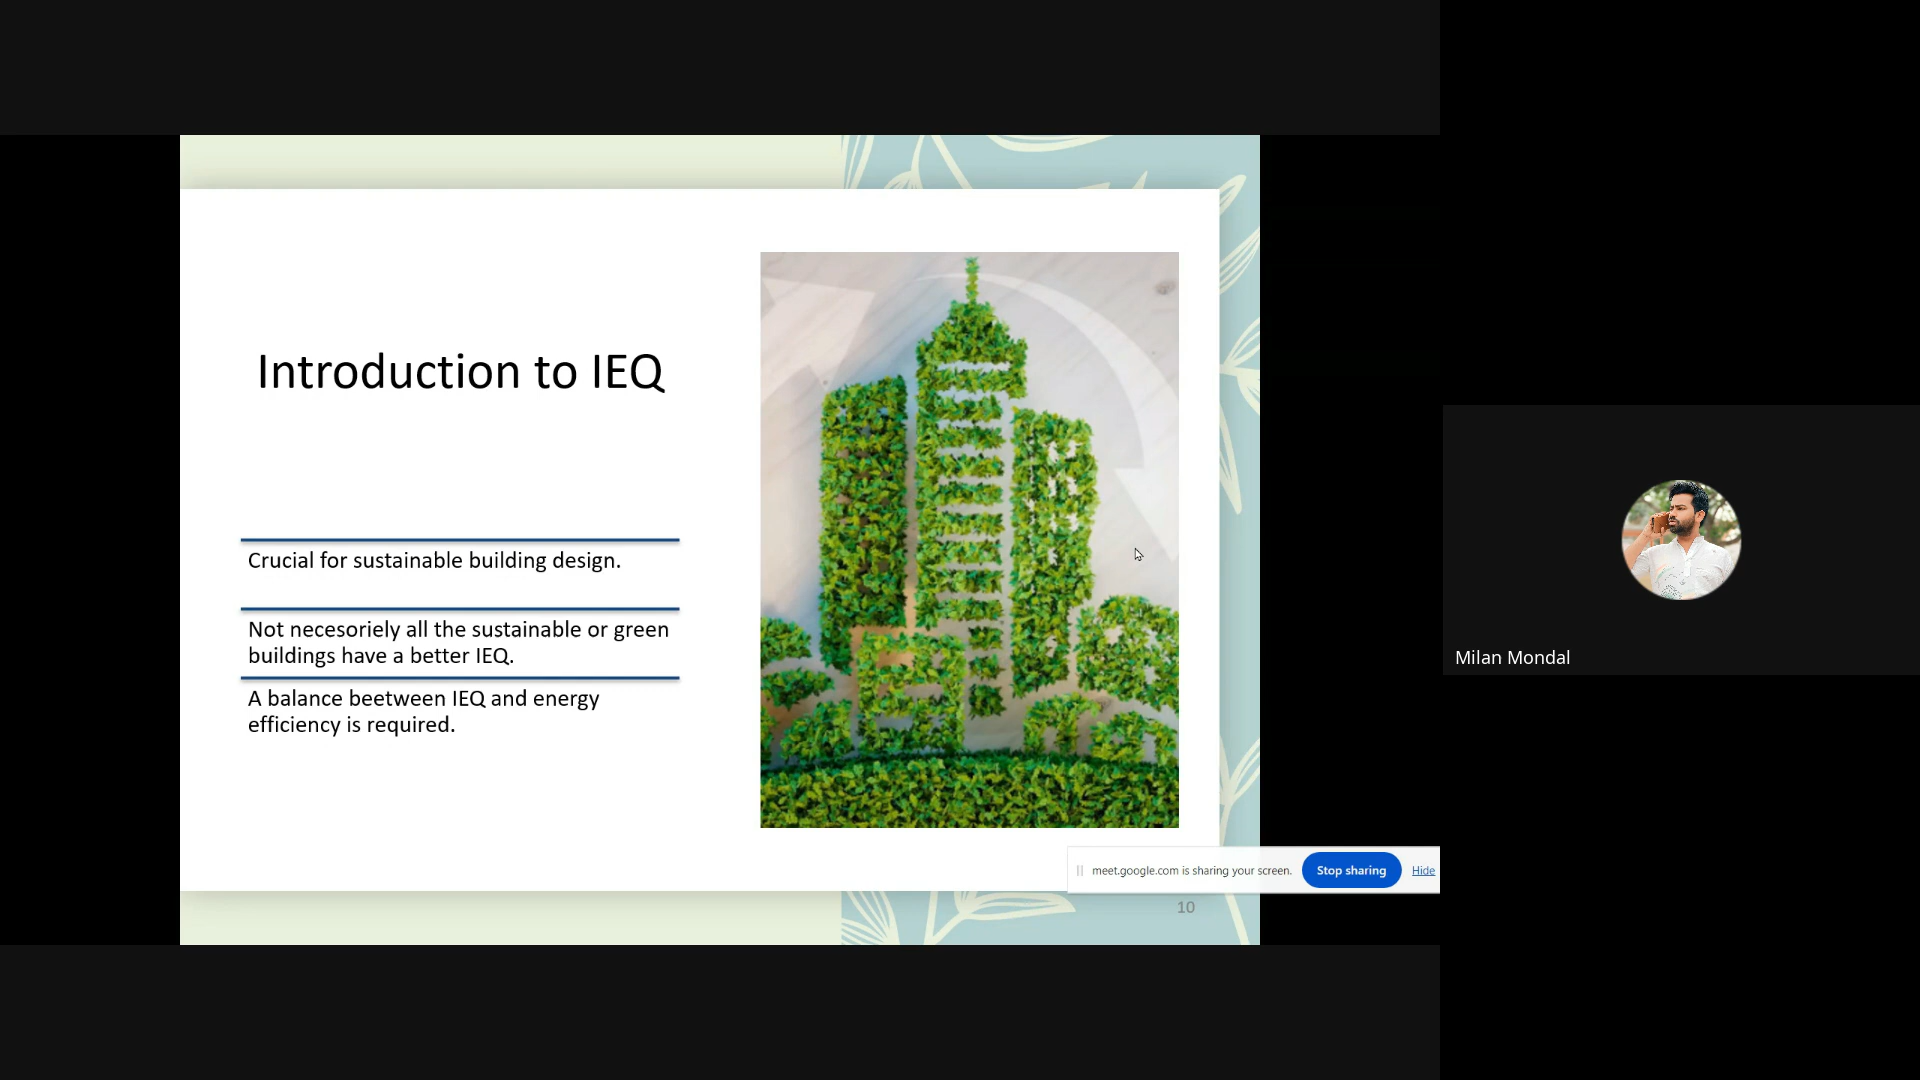 Introduction to IEQ
Crucial for sustainable building design.
Not necesoriely all the sustainable or green
buildings have a better IEQ.
A balance beetween IEQ and energy
efficiency is required.
meet.google.com is sharing your screen.
Stop sharing
Hide
10
Milan Mondal